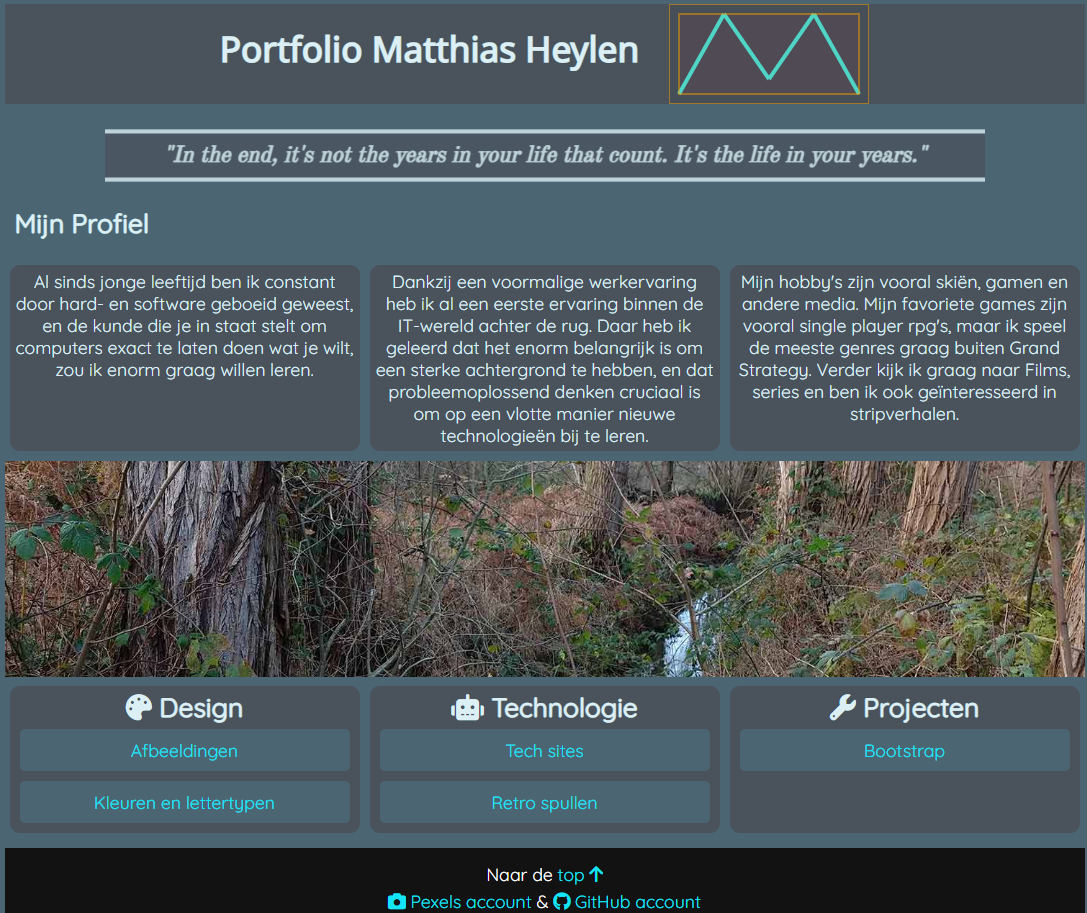 Portfolio Matthias Heylen
"In the end, it's not the years in your life that count. It's the life in your years."
Mijn Profiel
Al sinds jonge leeftijd ben ik constant
door hard- en software geboeid geweest,
en de kunde die je in staat stelt om
computers exact te laten doen wat je wilt,
zou ik enorm graag willen leren.
Dankzij een voormalige werkervaring
heb ik al een eerste ervaring binnen de
IT-wereld achter de rug. Daar heb ik
geleerd dat het enorm belangrijk is om
een sterke achtergrond te hebben, en dat
probleemoplossend denken cruciaal is
om op een vlotte manier nieuwe
technologieën bij te leren.
Mijn hobby's zijn vooral skiën, gamen en
andere media. Mijn favoriete games zijn
vooral single player rpg's, maar ik speel
de meeste genres graag buiten Grand
Strategy. Verder kijk ik graag naar Films,
series en ben ik ook geïnteresseerd in
stripverhalen.
Design
Afbeeldingen
Kleuren en lettertypen
Technologie
Tech sites
Retro spullen
Projecten
Bootstrap
Naar de top
Pexels account & GitHub account